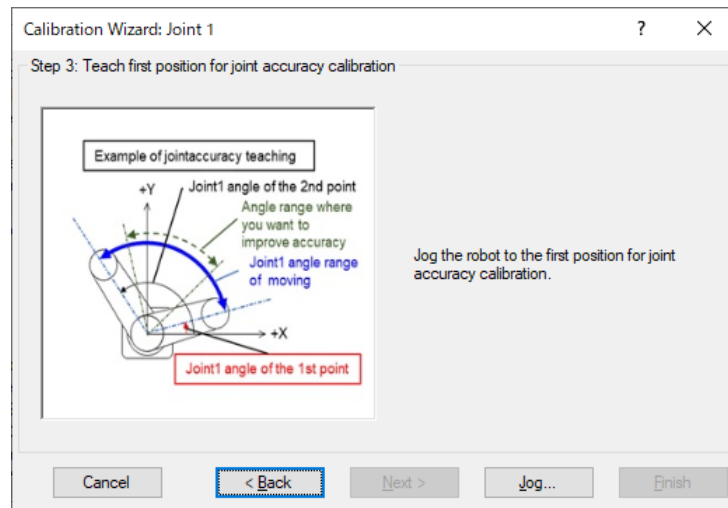 Calibration Wizard: Joint 1
?
Step 3: Teach first position for joint accuracy calibration
Example of jointaccuracy teaching
+Y
Joint1 angle of the 2nd point
Angle range where
you want to
improve accuracy
Joint1 angle range
of moving
+X
Joint1 angle of the 1st point
Jog the robot to the first position for joint
accuracy calibration.
Cancel
< Back
Next >
Jog...
Finish